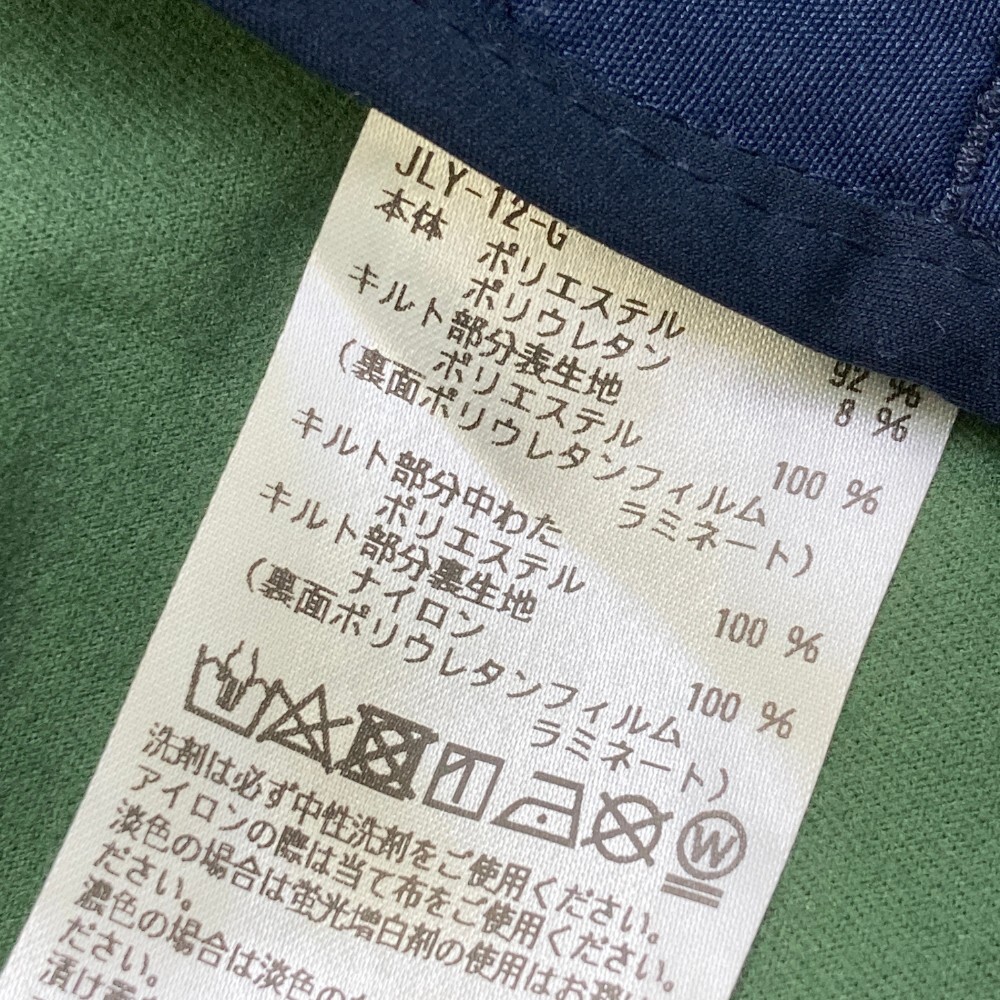 JLY-12-G
本体 ポリエステル 92 %
ポリウレタン 8 %
キルト部分表生地
ポリエステル 100 %
(裏面ポリウレタンフィルム
ラミネート)
キルト部分中わた
ポリエステル 100 %
キルト部分裏生地
ナイロン 100 %
(裏面ポリウレタンフィルム
ラミネート)
W
洗剤は必ず中性洗剤をご使用ください。
アイロンの際は当て布をご使用ください。
淡色の場合は蛍光増白剤の使用はお
ださい。
濃色の場合は淡色の
ださい。
漬け